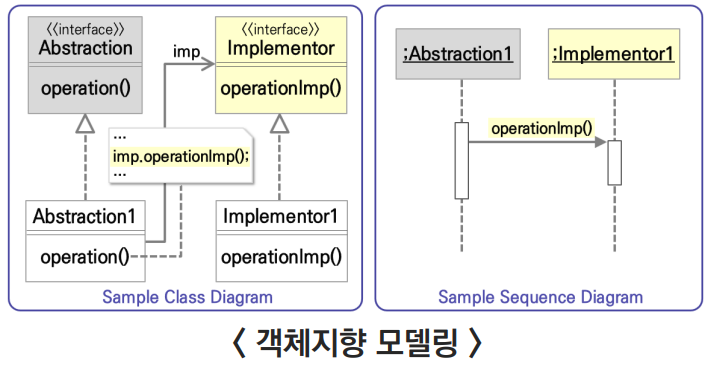 《interface》
Abstraction
operation()
imp
《interface》
Implementor
operationImp()
...
imp.operationImp();
...
Abstraction1
operation()
Implementor1
operationImp()
Sample Class Diagram
;Abstraction1
;Implementor1
operationImp()
Sample Sequence Diagram
< 객체지향 모델링 >